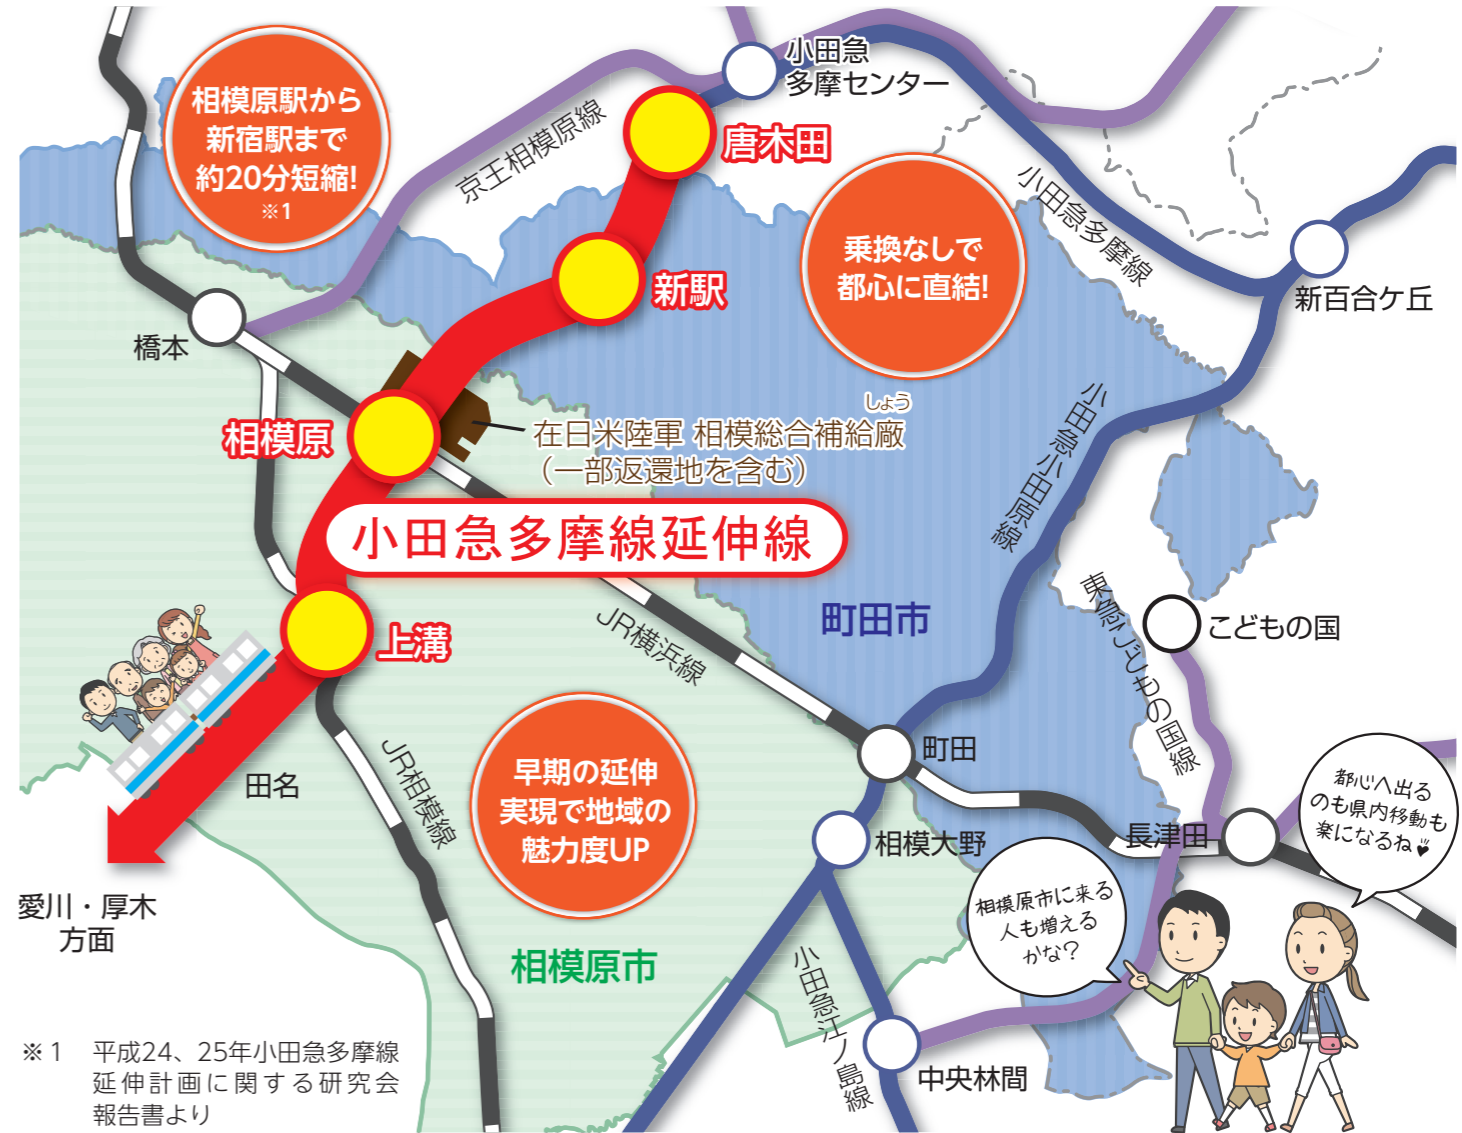 小田急
多摩センター
相模原駅から
新宿駅まで
約20分短縮!
※1
京王相模原線
唐木田
小田急多摩線
乗換なしで
都心に直結!
新駅
新百合ケ丘
橋本
相模原
しょう
在日米陸軍 相模総合補給廠
（一部返還地を含む）
小田急小田原線
小田急多摩線延伸線
上溝
JR横浜線
町田市
東急こどもの国線
こどもの国
町田
田名
JR相模線
早期の延伸
実現で地域の
魅力度UP
相模大野
長津田
都心へ出る
のも県内移動も
楽になるね♥
相模原市に来る
人も増える
かな?
愛川・厚木
方面
相模原市
小田急江ノ島線
中央林間
※1 平成24、25年小田急多摩線
延伸計画に関する研究会
報告書より